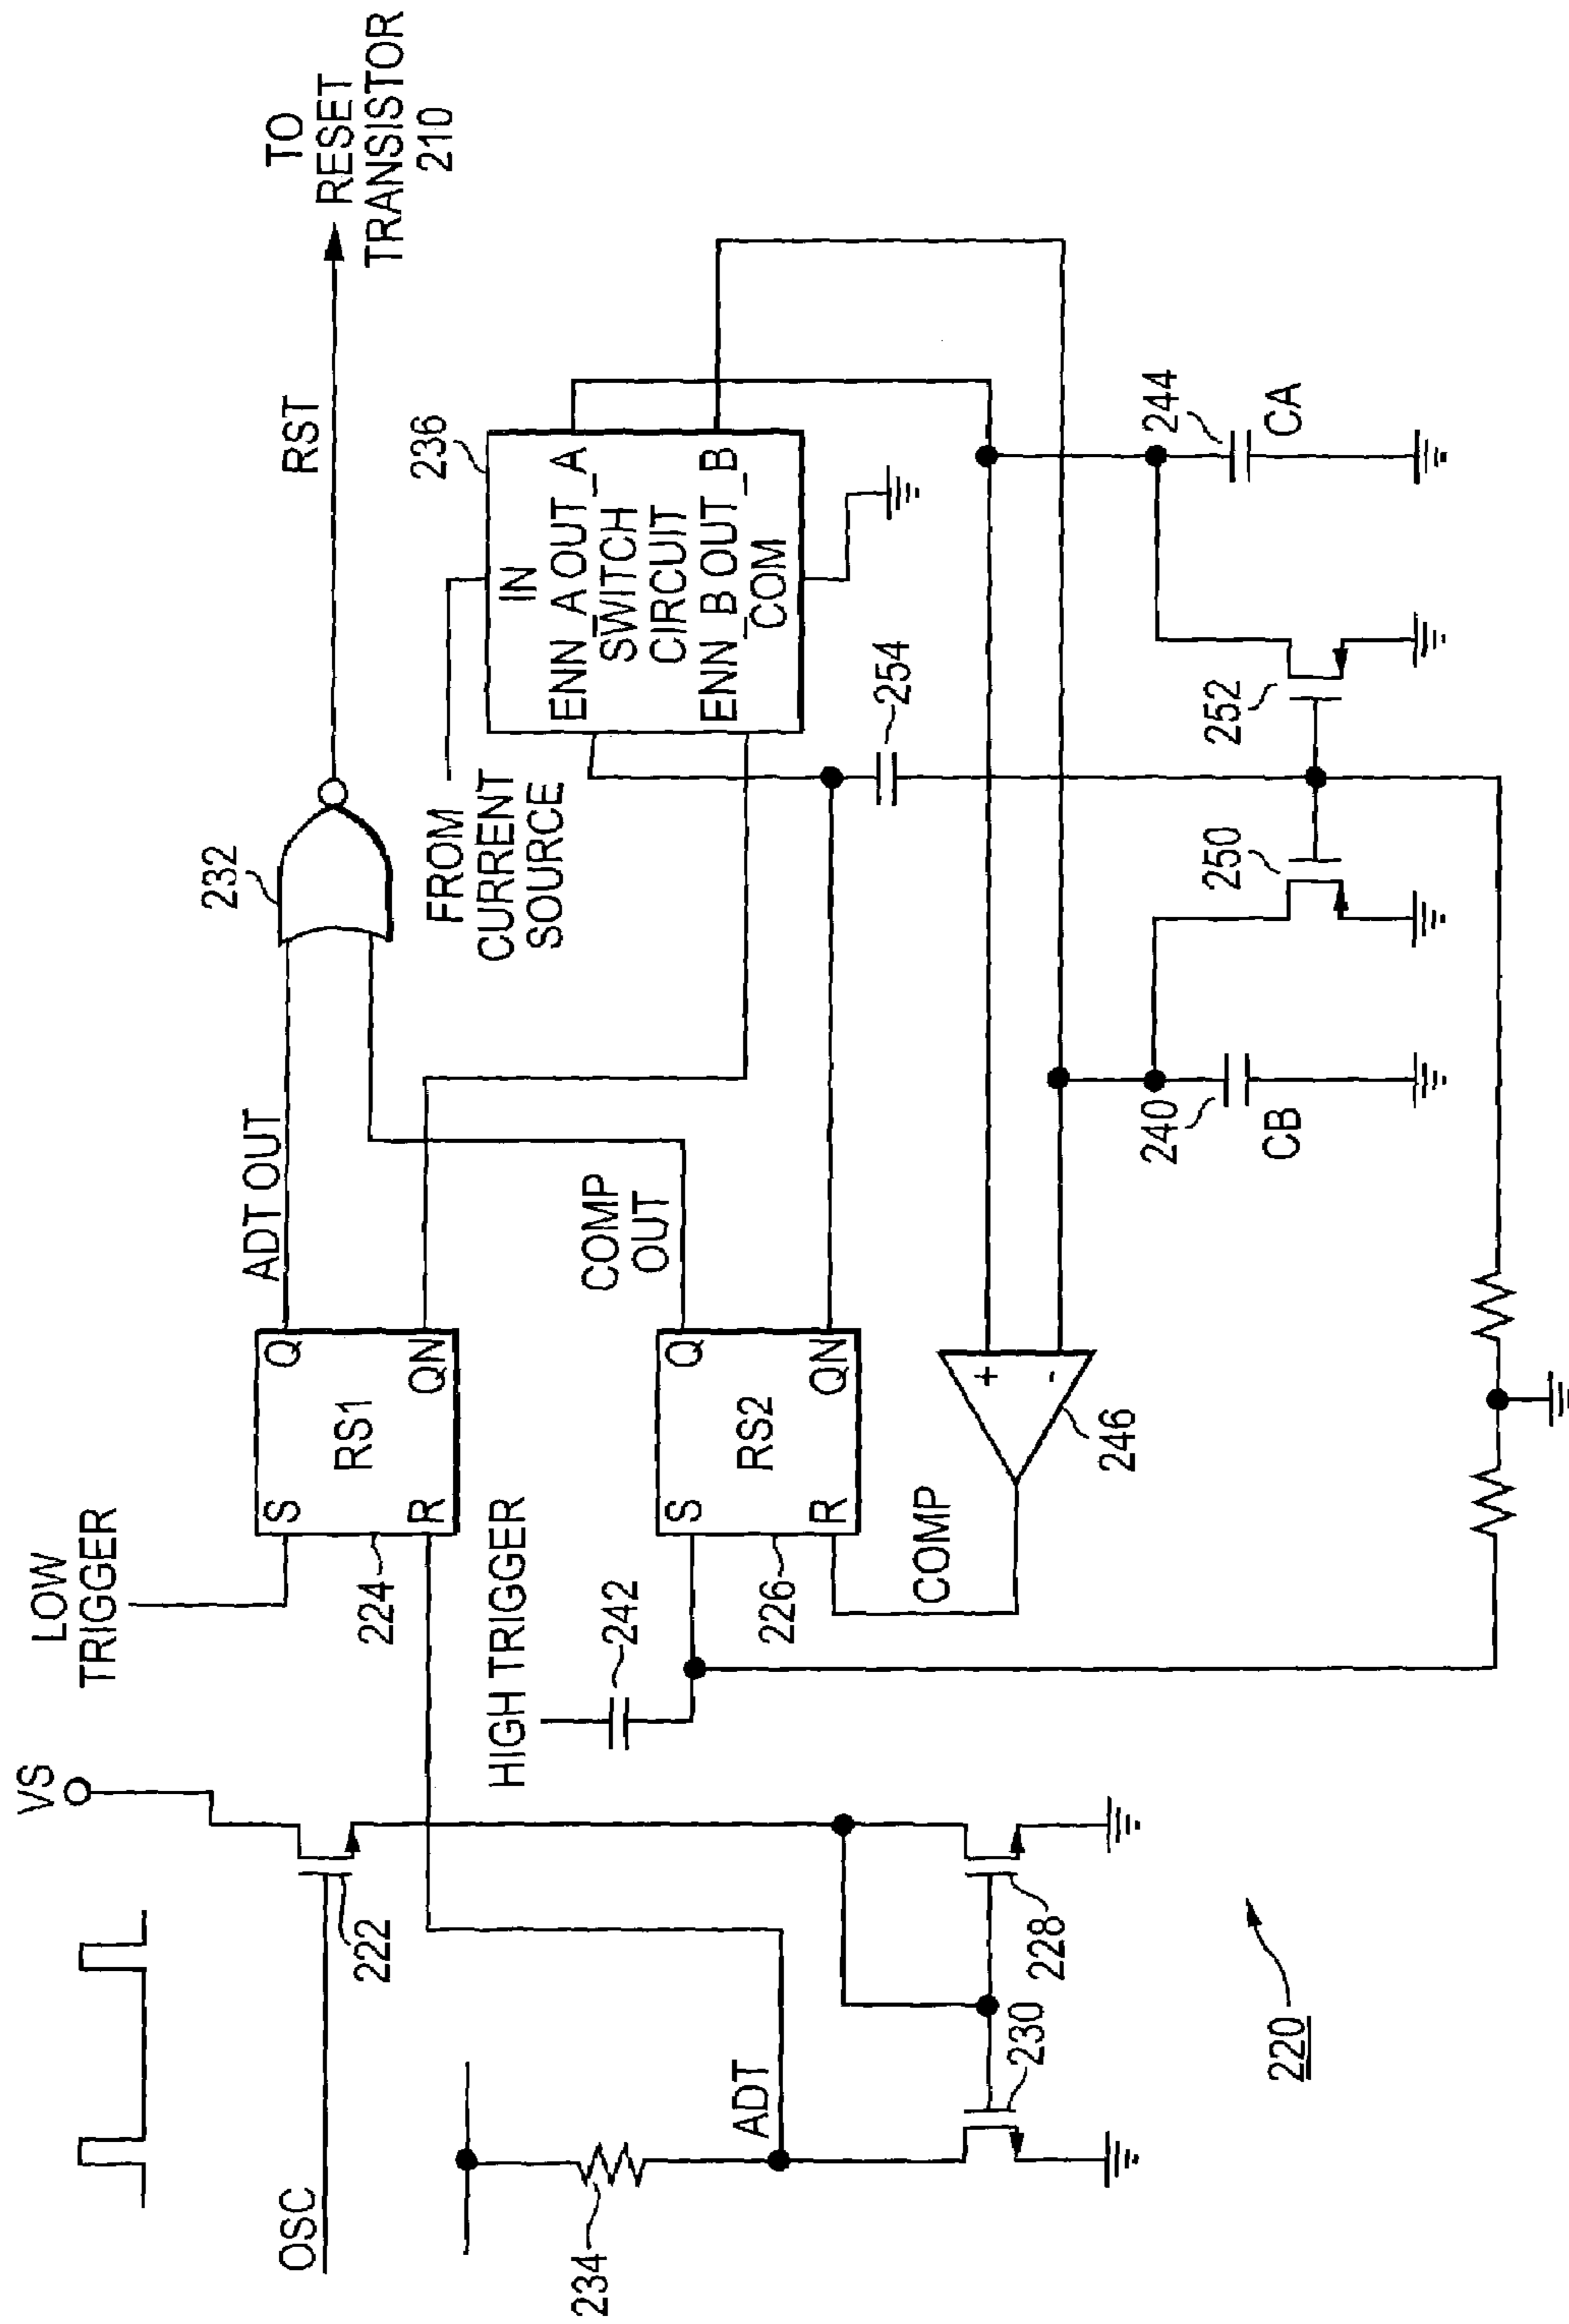 OSC
VS
222
234
ADT
230
228
220
LOW
TRIGGER
S
Q
RS1
R
QN
224
ADT OUT
HIGH TRIGGER
242
S
Q
RS2
R
QN
226
COMP
OUT
COMP
+
-
246
232
RST
TO
RESET
TRANSISTOR
210
FROM
CURRENT
SOURCE
236
IN
ENN_A OUT_A
SWITCH
CIRCUIT
ENN_B OUT_B
COM
254
240
CB
250
252
244
CA